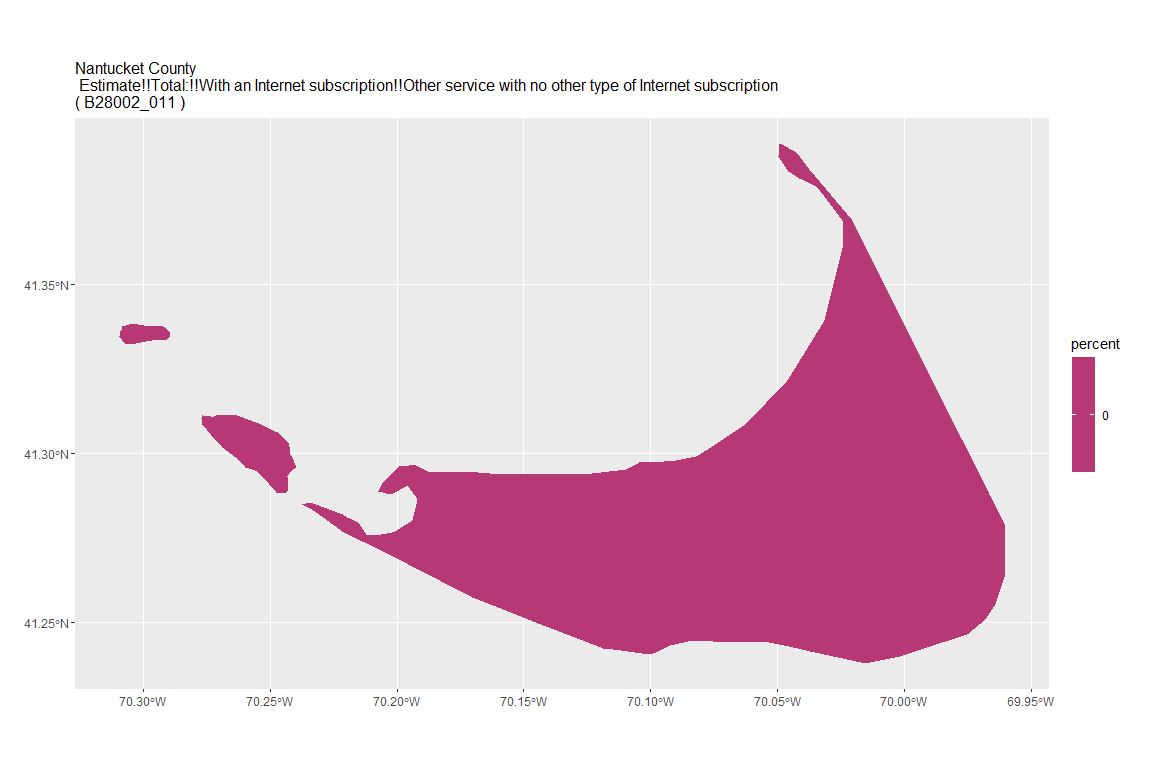 Nantucket County
Estimate!!Total:!!With an Internet subscription!!Other service with no other type of Internet subscription
( B28002_011 )
41.35°N
41.30°N
41.25°N
70.30°W
70.25°W
70.20°W
70.15°W
70.10°W
70.05°W
70.00°W
69.95°W
percent
0